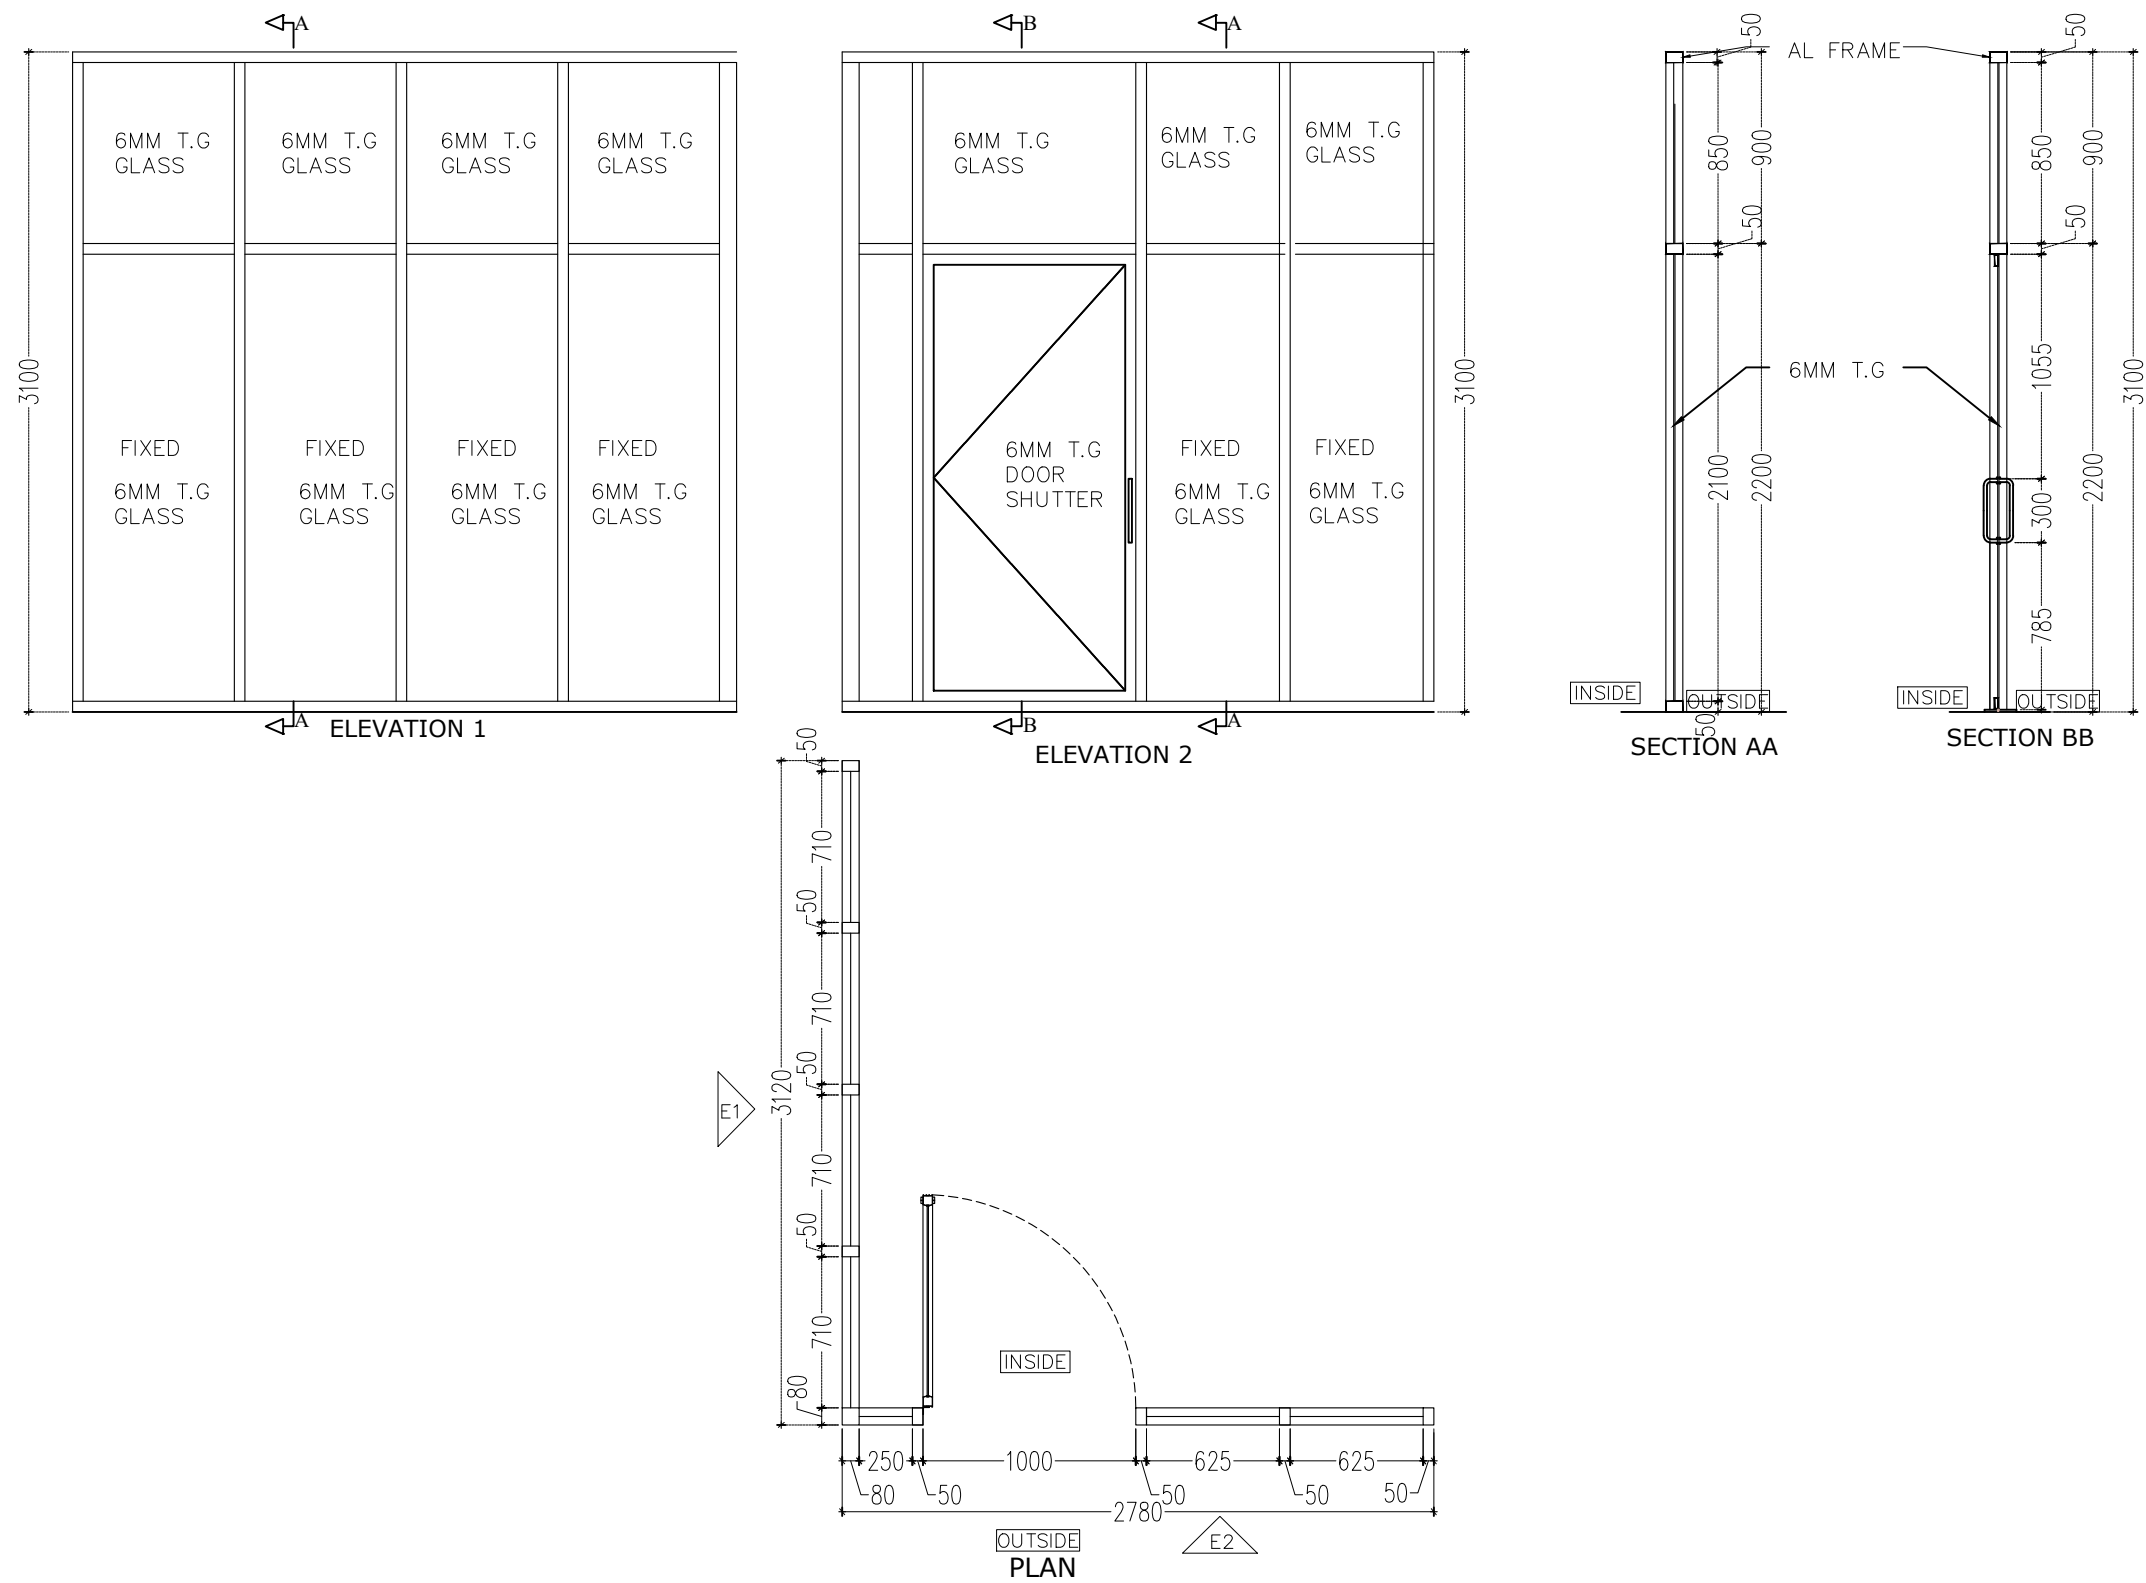 A
B
A
50
50
AL FRAME
6MM T.G
GLASS
6MM T.G
GLASS
6MM T.G
GLASS
6MM T.G
GLASS
6MM T.G
GLASS
6MM T.G
GLASS
6MM T.G
GLASS
850
900
850
900
50
50
3100
3100
6MM T.G
1055
3100
FIXED
6MM T.G
GLASS
FIXED
6MM T.G
GLASS
FIXED
6MM T.G
GLASS
FIXED
6MM T.G
GLASS
6MM T.G
DOOR
SHUTTER
FIXED
6MM T.G
GLASS
FIXED
6MM T.G
GLASS
2100
2200
300
2200
785
INSIDE
OUTSIDE
INSIDE
OUTSIDE
50
A
ELEVATION 1
B
A
ELEVATION 2
SECTION AA
SECTION BB
50
710
50
710
50
3120
E1
710
50
710
80
INSIDE
250
1000
625
625
80
50
50
50
50
2780
OUTSIDE
E2
PLAN